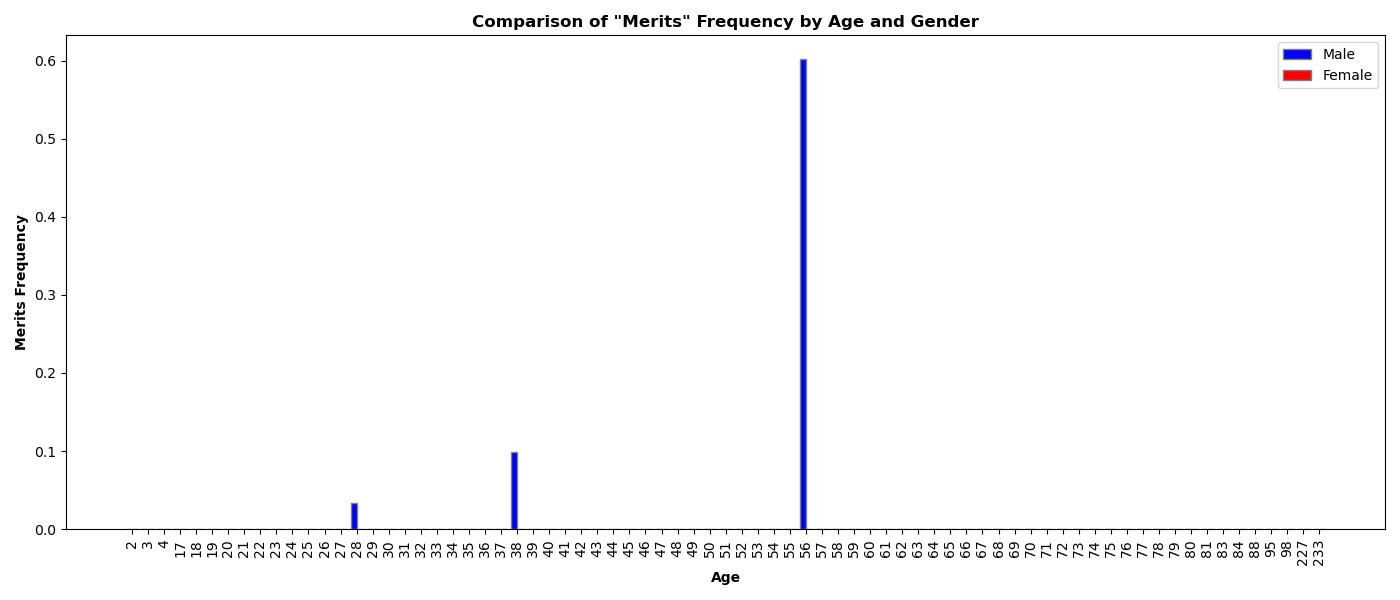 Comparison of "Merits" Frequency by Age and Gender
Male
Female
Merits Frequency
0.6
0.5
0.4
0.3
0.2
0.1
0.0
2 3 4 17 18 19 20 21 22 23 24 25 26 27 28 29 30 31 32 33 34 35 36 37 38 39 40 41 42 43 44 45 46 47 48 49 50 51 52 53 54 55 56 57 58 59 60 61 62 63 64 65 66 67 68 69 70 71 72 73 74 75 76 77 78 79 80 81 83 84 88 95 98 227 233
Age